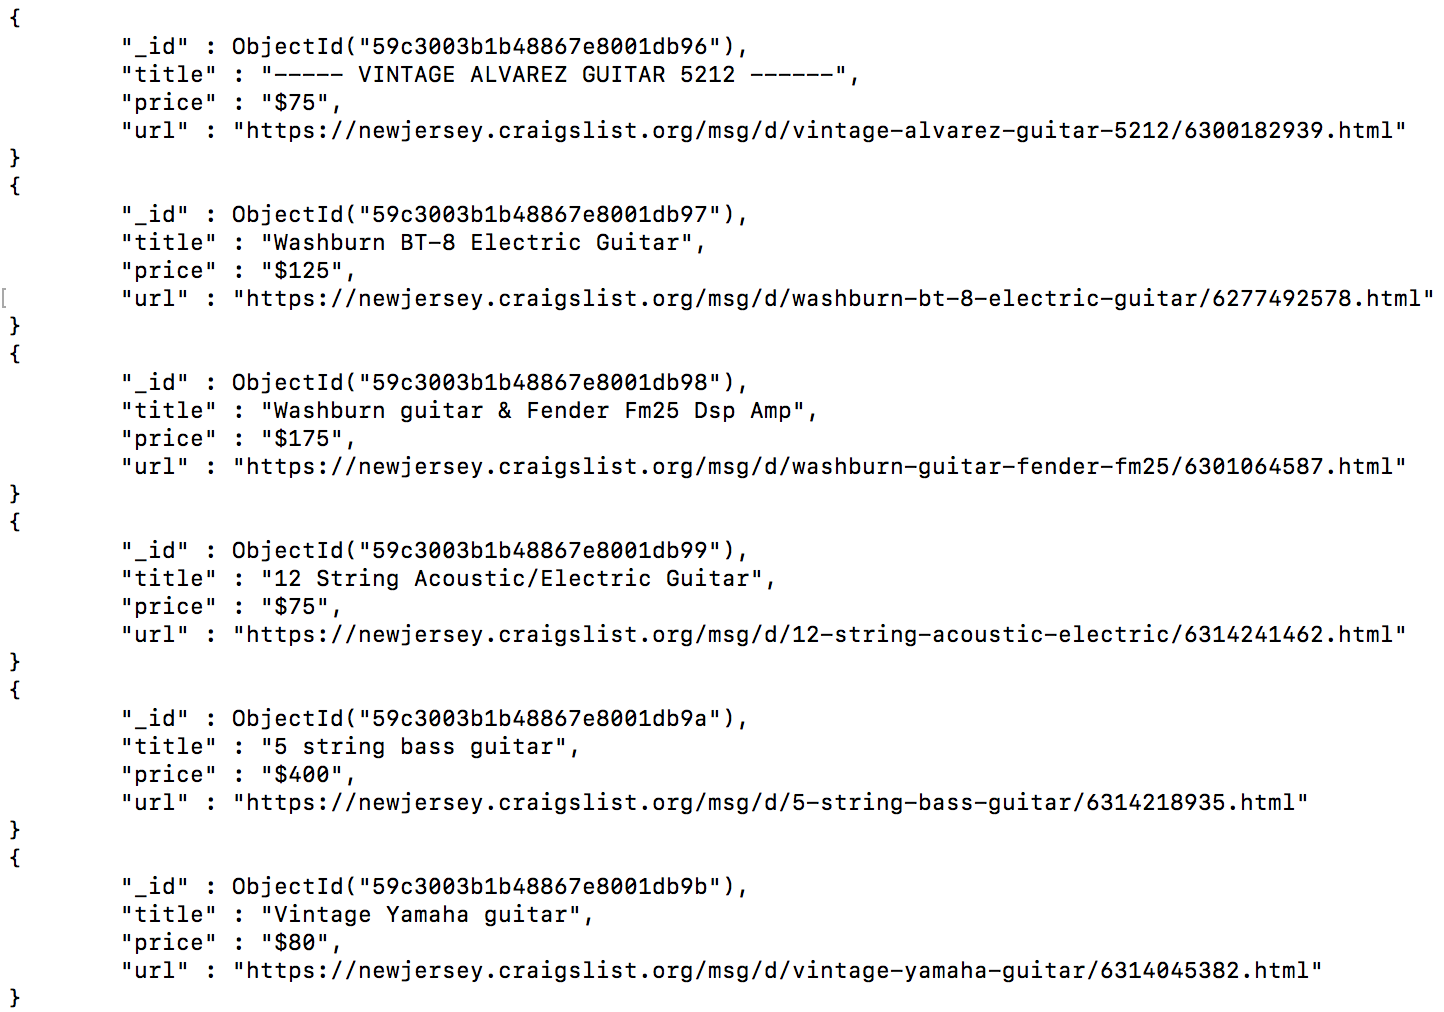 {
"_id" : ObjectId("59c3003b1b48867e8001db96"),
"title" : "----- VINTAGE ALVAREZ GUITAR 5212 ------",
"price" : "$75",
"url" : "https://newjersey.craigslist.org/msg/d/vintage-alvarez-guitar-5212/6300182939.html"
}
{
"_id" : ObjectId("59c3003b1b48867e8001db97"),
"title" : "Washburn BT-8 Electric Guitar",
"price" : "$125",
"url" : "https://newjersey.craigslist.org/msg/d/washburn-bt-8-electric-guitar/6277492578.html"
}
{
"_id" : ObjectId("59c3003b1b48867e8001db98"),
"title" : "Washburn guitar & Fender Fm25 Dsp Amp",
"price" : "$175",
"url" : "https://newjersey.craigslist.org/msg/d/washburn-guitar-fender-fm25/6301064587.html"
}
{
"_id" : ObjectId("59c3003b1b48867e8001db99"),
"title" : "12 String Acoustic/Electric Guitar",
"price" : "$75",
"url" : "https://newjersey.craigslist.org/msg/d/12-string-acoustic-electric/6314241462.html"
}
{
"_id" : ObjectId("59c3003b1b48867e8001db9a"),
"title" : "5 string bass guitar",
"price" : "$400",
"url" : "https://newjersey.craigslist.org/msg/d/5-string-bass-guitar/6314218935.html"
}
{
"_id" : ObjectId("59c3003b1b48867e8001db9b"),
"title" : "Vintage Yamaha guitar",
"price" : "$80",
"url" : "https://newjersey.craigslist.org/msg/d/vintage-yamaha-guitar/6314045382.html"
}